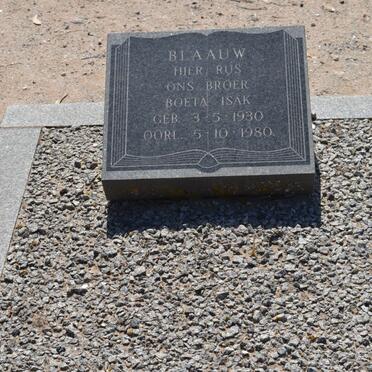 BLAAUW
HIER RUS
ONS BROER
BOETA ISAK
GEB. 3-5-1930
OORL. 5-10-1980.